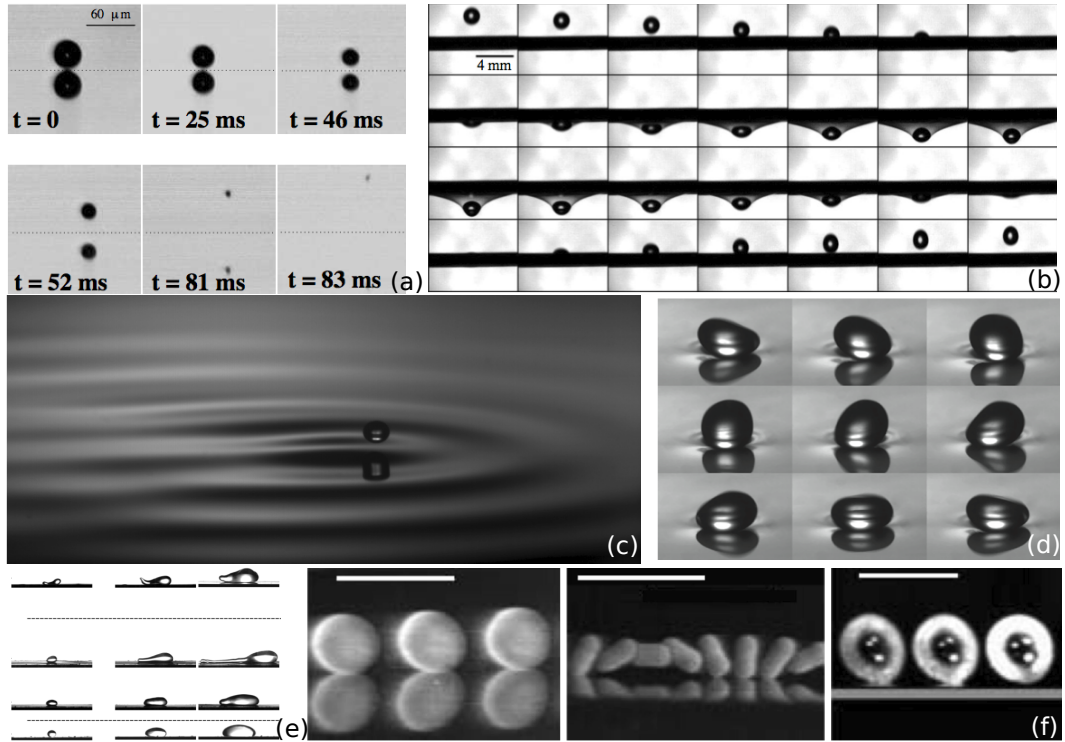 60 μm
t = 0
t = 25 ms
t = 46 ms
t = 52 ms
t = 81 ms
t = 83 ms
(a)
4 mm
(b)
(c)
(d)
(e)
(f)